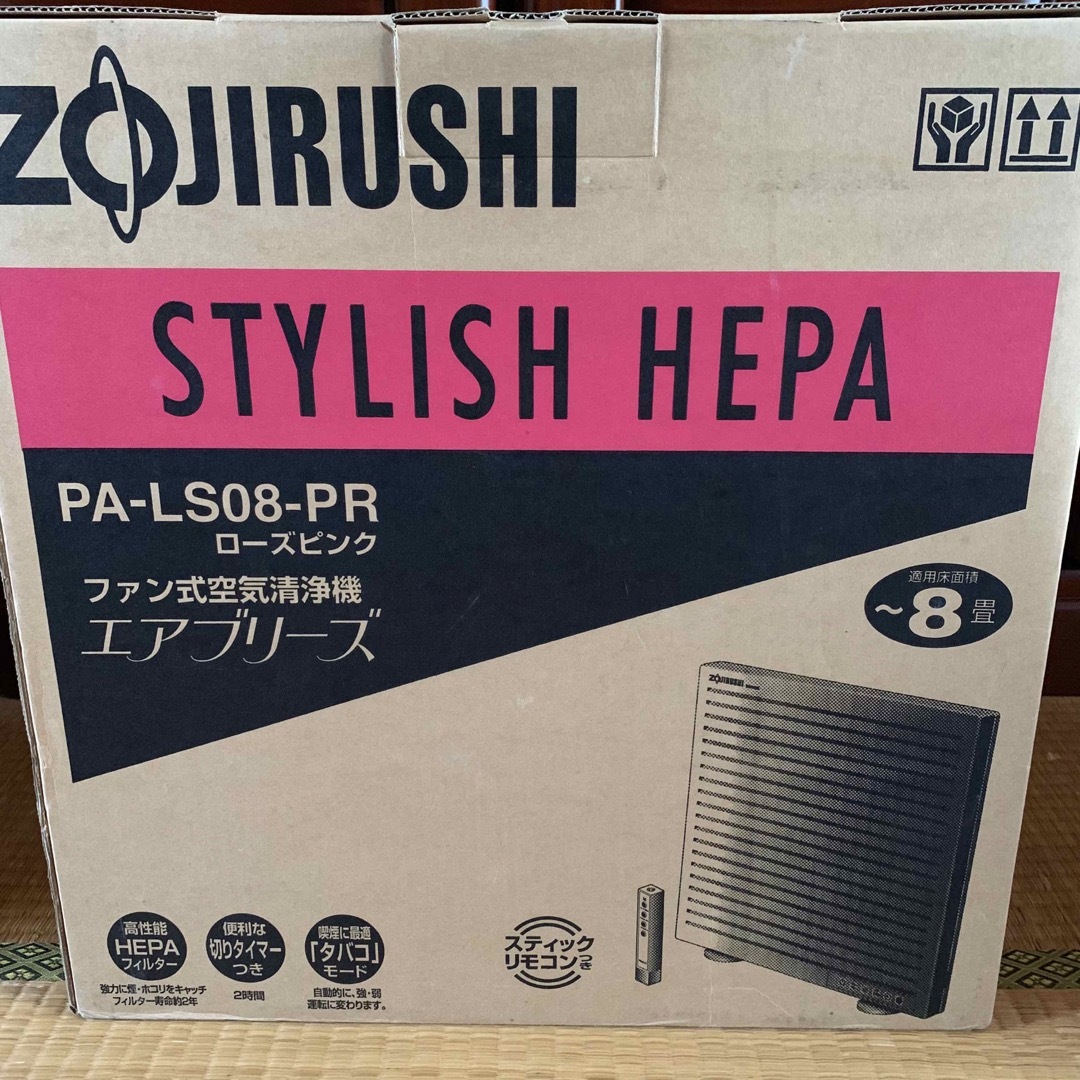 ZOJIRUSHI
STYLISH HEPA
PA-LS08-PR
ローズピンク
ファン式空気清浄機
エアブリーズ
適用床面積
~8畳
ZOJIRUSHI
高性能
HEPA
フィルター
強力に煙・ホコリをキャッチ
フィルター寿命約2年
便利な
切りタイマー
つき
2時間
喫煙に最適
「タバコ」
モード
自動的に、強・弱
運転に変わります。
スティック
リモコンつき